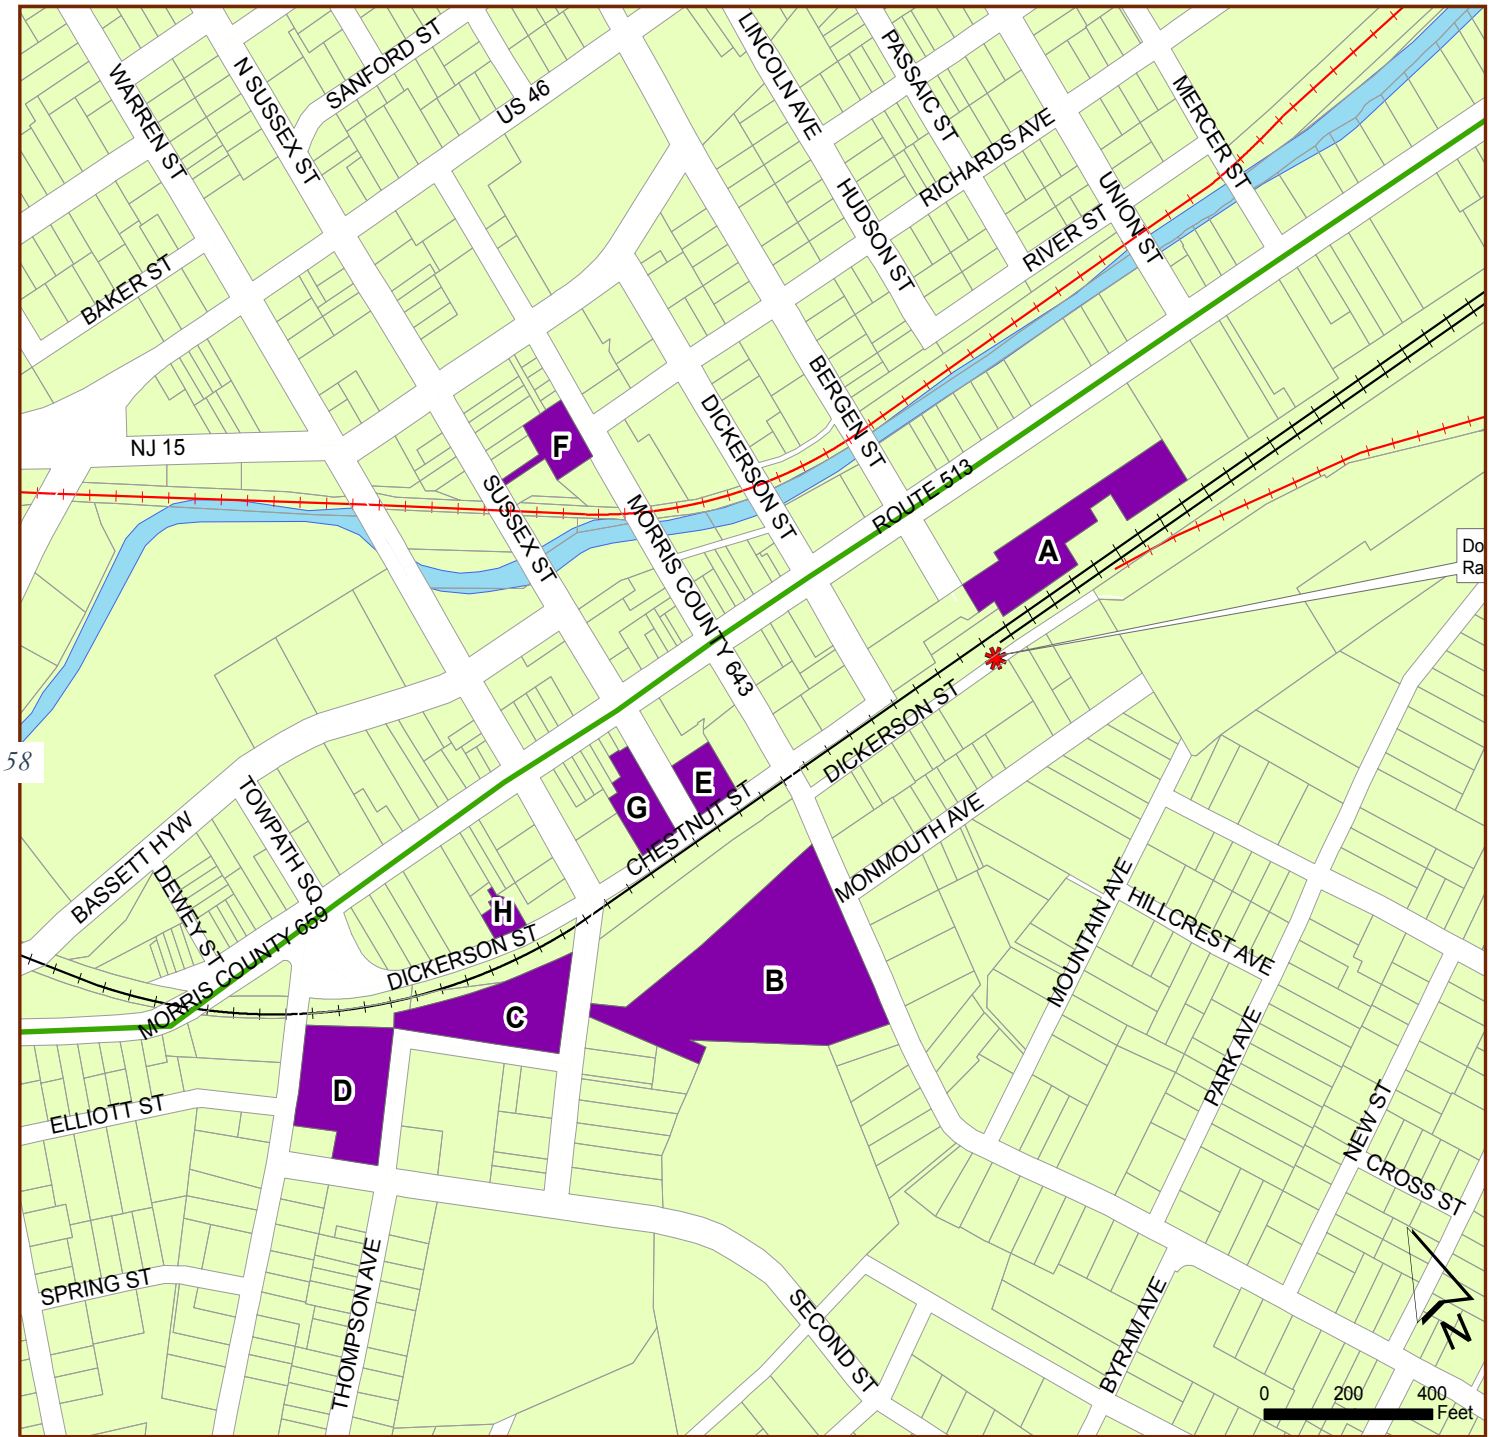 SANFORD ST
LINCOLN AVE
PASSAIC ST
WARREN ST
N SUSSEX ST
US 46
MERCER ST
RICHARDS AVE
HUDSON ST
UNION ST
RIVER ST
BAKER ST
NJ 15
F
BERGEN ST
DICKERSON ST
SUSSEX ST
MORRIS COUNTY 643
ROUTE 513
A
Do
Ra
58
DICKERSON ST
E
G
CHESTNUT ST
TOWPATH SQ
BASSETT HYW
DEWEY ST
MONMOUTH AVE
MOUNTAIN AVE
HILLCREST AVE
H
DICKERSON ST
MORRIS COUNTY 659
B
C
D
ELLIOTT ST
PARK AVE
NEW ST
CROSS ST
SPRING ST
THOMPSON AVE
SECOND ST
BYRAM AVE
N
0 200 400
Feet